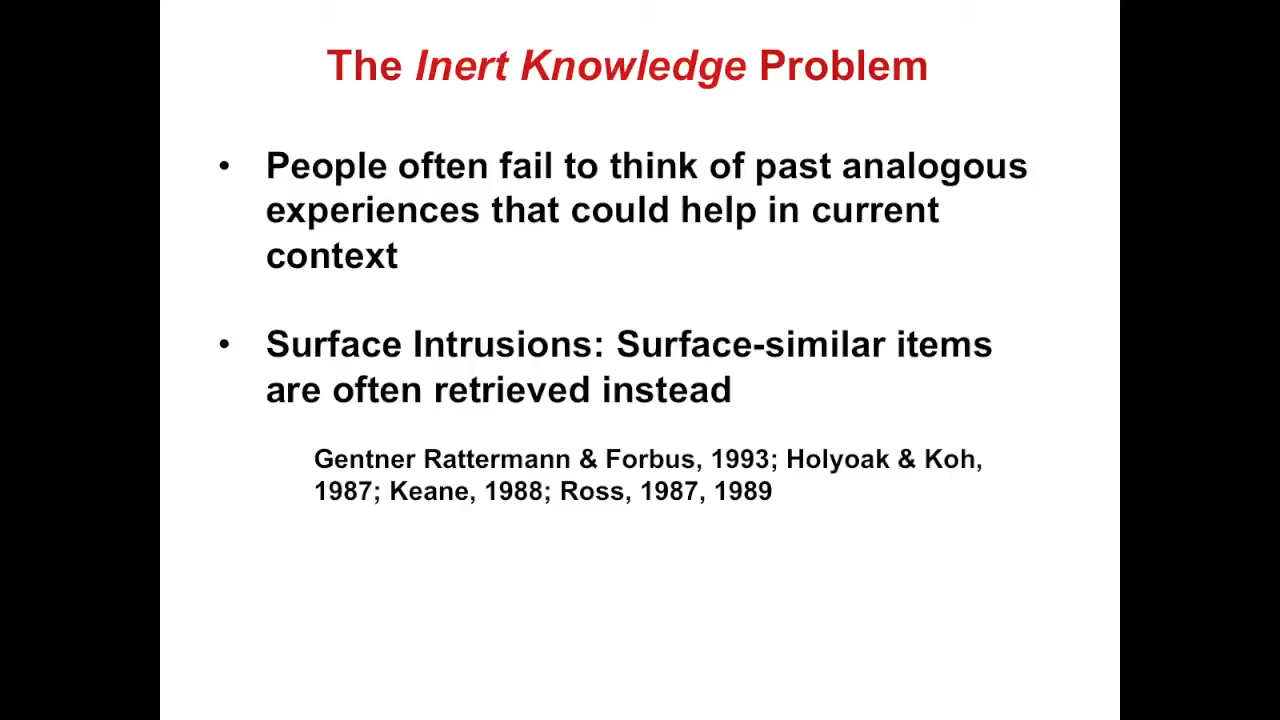 The Inert Knowledge Problem
• People often fail to think of past analogous
experiences that could help in current
context
• Surface Intrusions: Surface-similar items
are often retrieved instead
Gentner Rattermann & Forbus, 1993; Holyoak & Koh,
1987; Keane, 1988; Ross, 1987, 1989